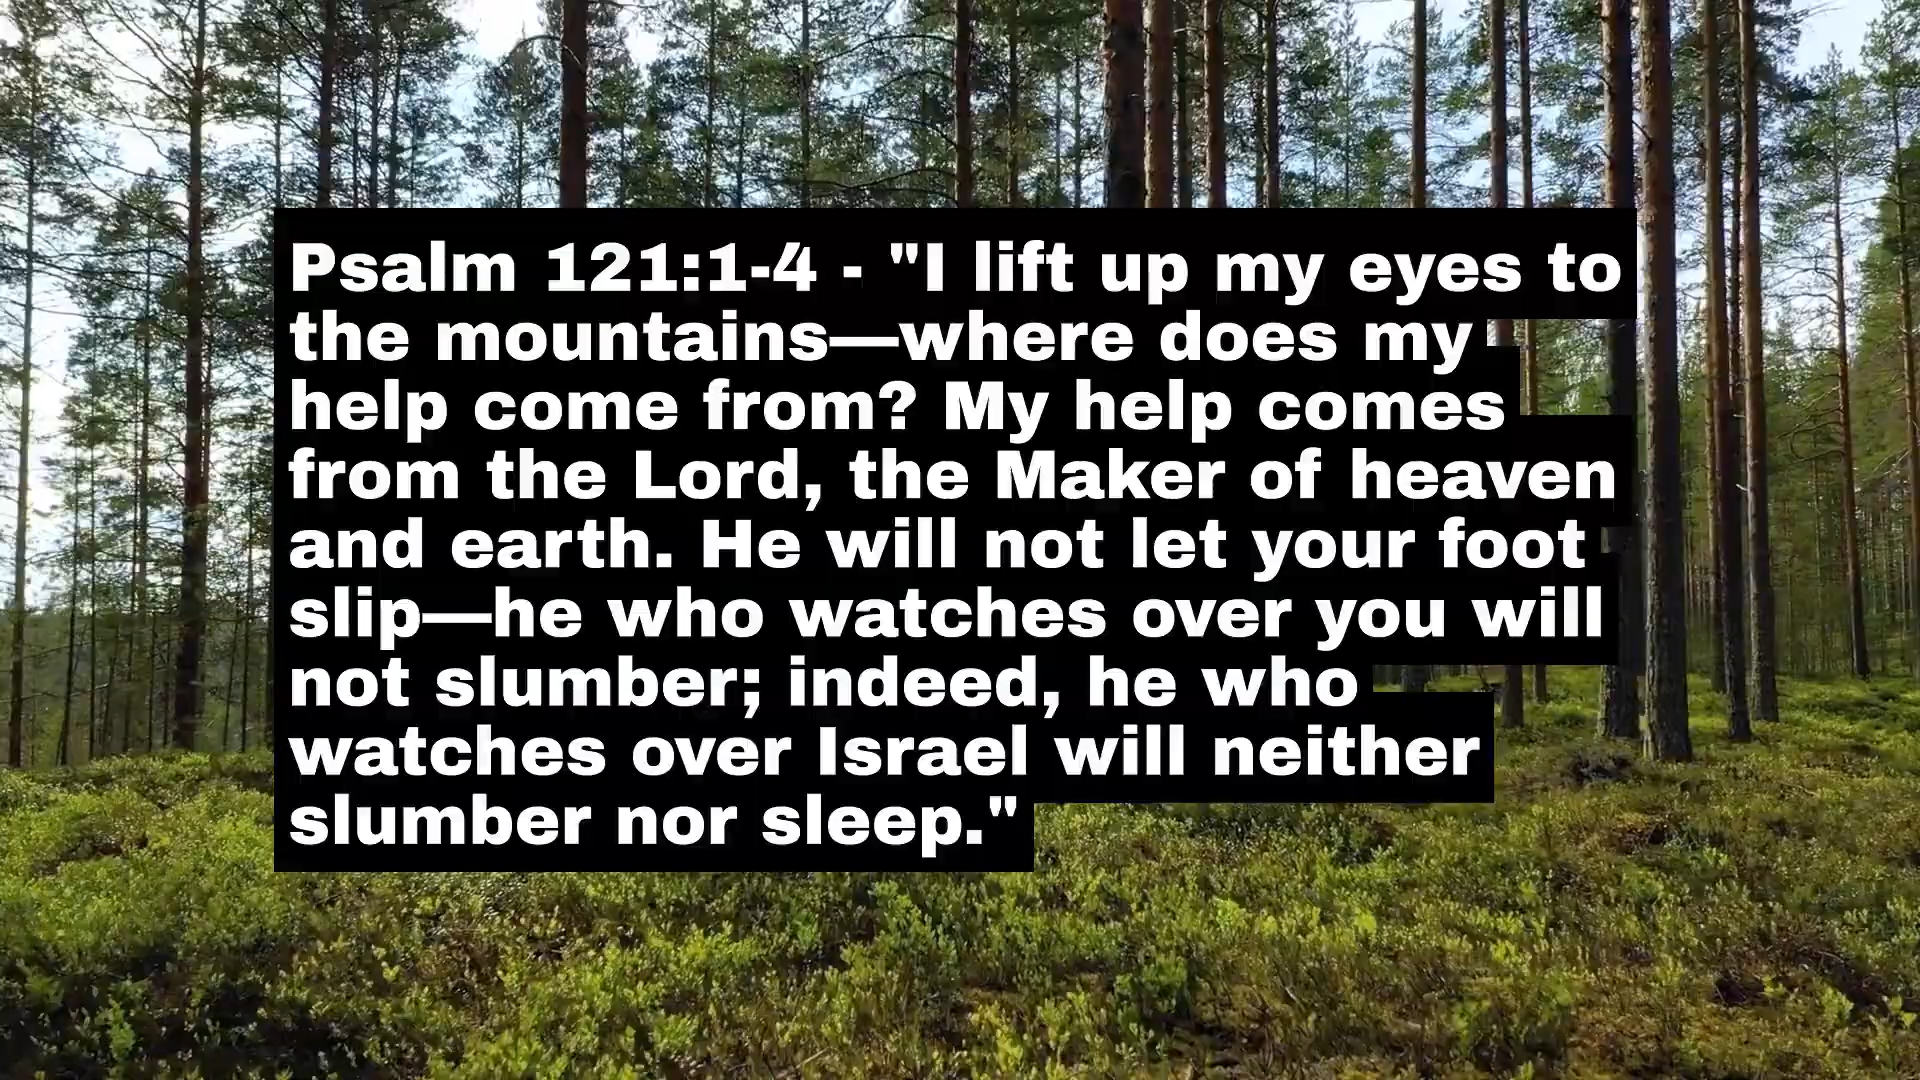 Psalm 121:1-4 - "I lift up my eyes to
the mountains—where does my
help come from? My help comes
from the Lord, the Maker of heaven
and earth. He will not let your foot
slip—he who watches over you will
not slumber; indeed, he who
watches over Israel will neither
slumber nor sleep."